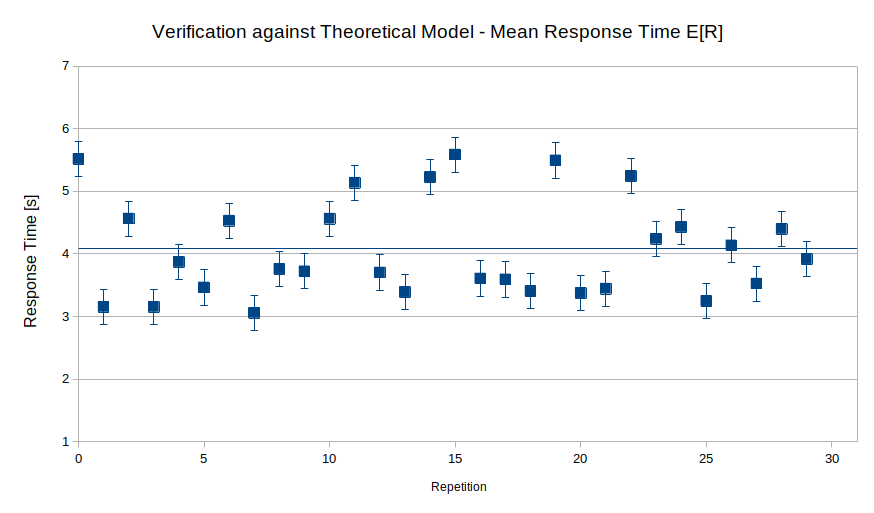 Verification against Theoretical Model - Mean Response Time E[R]
7
6
5
4
3
2
1
Response Time [s]
0 5 10 15 20 25 30
Repetition